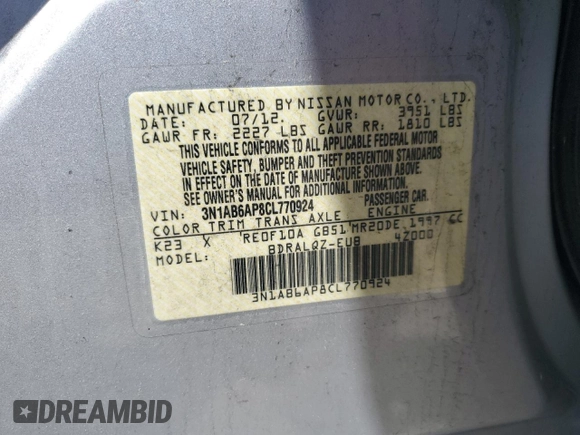 MANUFACTURED BY NISSAN MOTOR CO., LTD.
DATE: 07/12. GVWR: 3951 LBS
GAWR FR: 2227 LBS GAWR RR: 1810 LBS
THIS VEHICLE CONFORMS TO ALL APPLICABLE FEDERAL MOTOR
VEHICLE SAFETY, BUMPER AND THEFT PREVENTION STANDARDS
IN EFFECT ON THE DATE OF MANUFACTURE SHOWN ABOVE.
SEE OWNER'S MANUAL FOR ADDITIONAL INFORMATION.
VIN: 3N1AB6AP8CL770924 PASSENGER CAR.
COLOR TRIM TRANS AXLE ENGINE
K23 X RE0F10A GB51 MR20DE 1997 CC
BDRALQZ-EUB 4Z000
3N1AB6AP8CL770924
DREAMBID